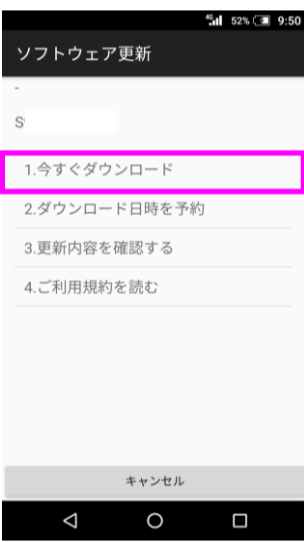 4G 52% 9:50
ソフトウェア更新
-
S
1.今すぐダウンロード
2.ダウンロード日時を予約
3.更新内容を確認する
4.ご利用規約を読む
キャンセル